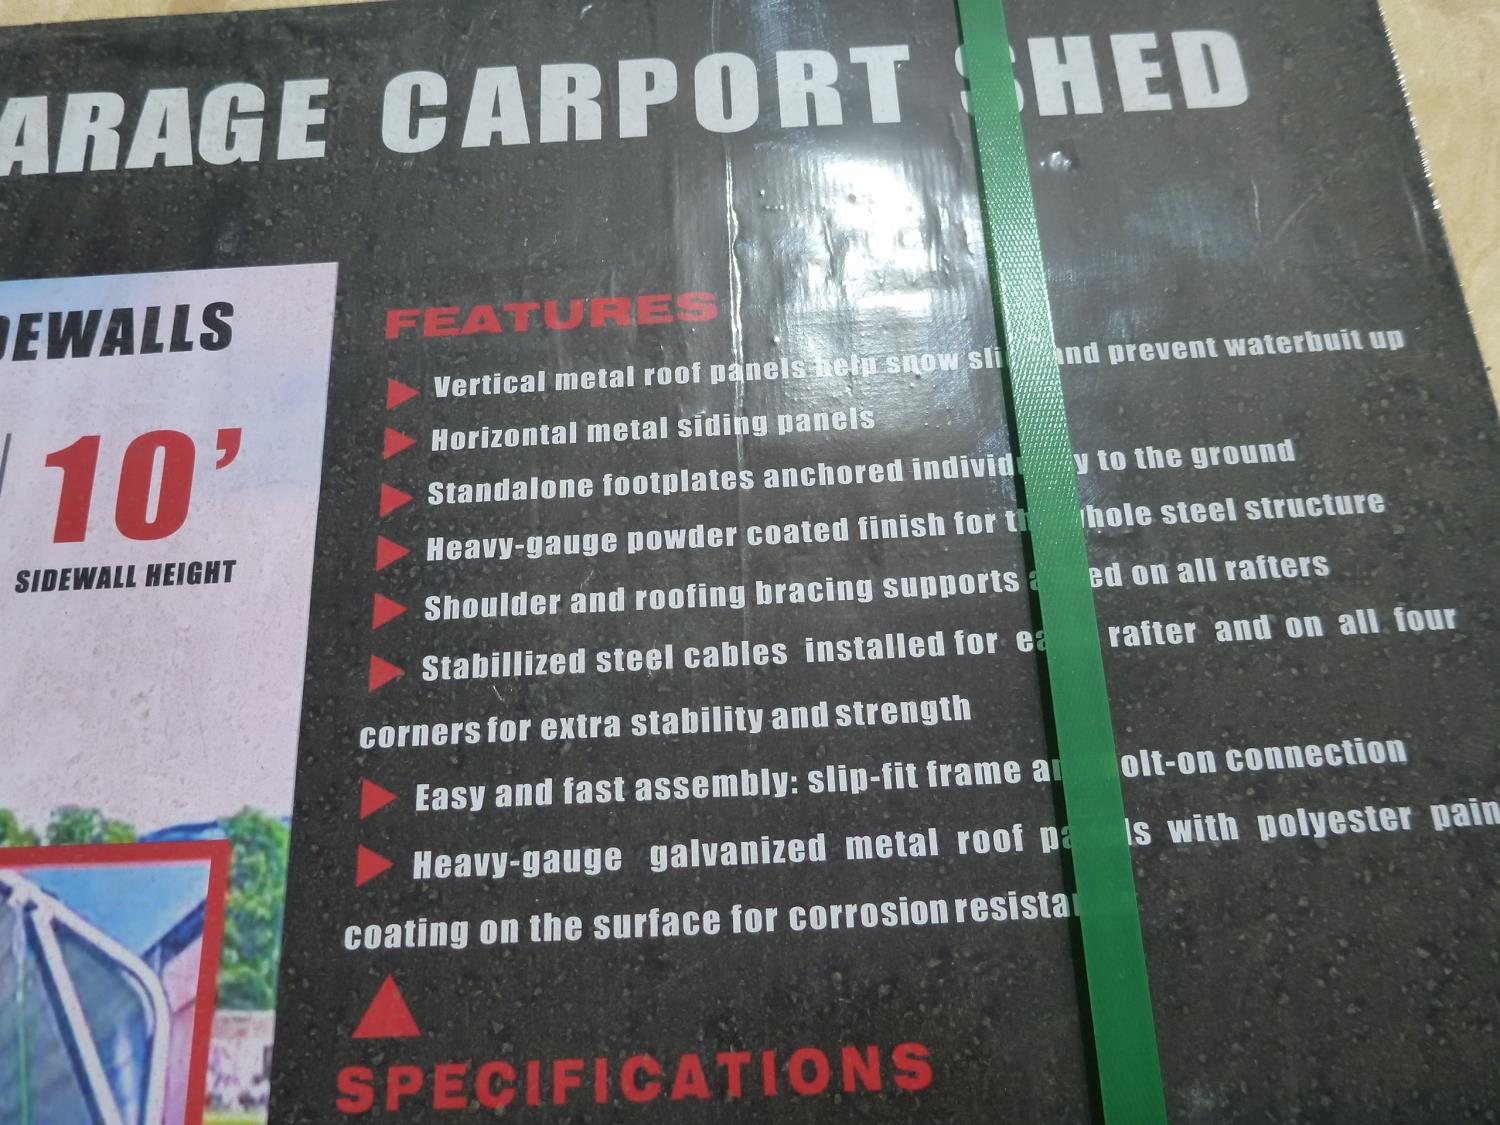 ARAGE CARPORT SHED
DEWALLS
10'
SIDEWALL HEIGHT
FEATURES
Vertical metal roof panels help snow sli and prevent waterbuit up
Horizontal metal siding panels
Standalone footplates anchored individ y to the ground
Heavy-gauge powder coated finish for th whole steel structure
Shoulder and roofing bracing supports a ed on all rafters
Stabillized steel cables installed for ea rafter and on all four
corners for extra stability and strength
Easy and fast assembly: slip-fit frame an olt-on connection
Heavy-gauge galvanized metal roof pa ls with polyester pain
coating on the surface for corrosion resista
SPECIFICATIONS